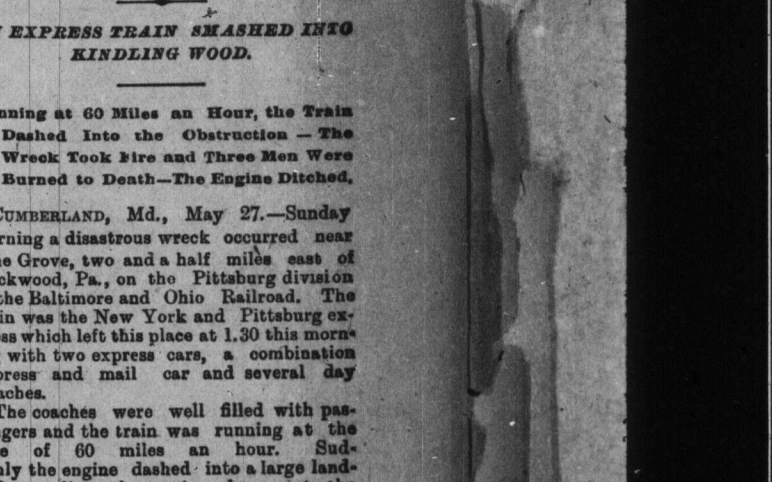 EXPRESS TRAIN SMASHED INTO
KINDLING WOOD.
nning at 60 Miles an Hour, the Train
Dashed Into the Obstruction — The
Wreck Took Fire and Three Men Were
Burned to Death—The Engine Ditched.
CUMBERLAND, Md., May 27.—Sunday
rning a disastrous wreck occurred near
e Grove, two and a half miles east of
ckwood, Pa., on the Pittsburg division
the Baltimore and Ohio Railroad. The
in was the New York and Pittsburg ex-
ss which left this place at 1.30 this morn-
with two express cars, a combination
press and mail car and several day
aches.
The coaches were well filled with pas-
gers and the train was running at the
e of 60 miles an hour. Sud-
nly the engine dashed into a large land-